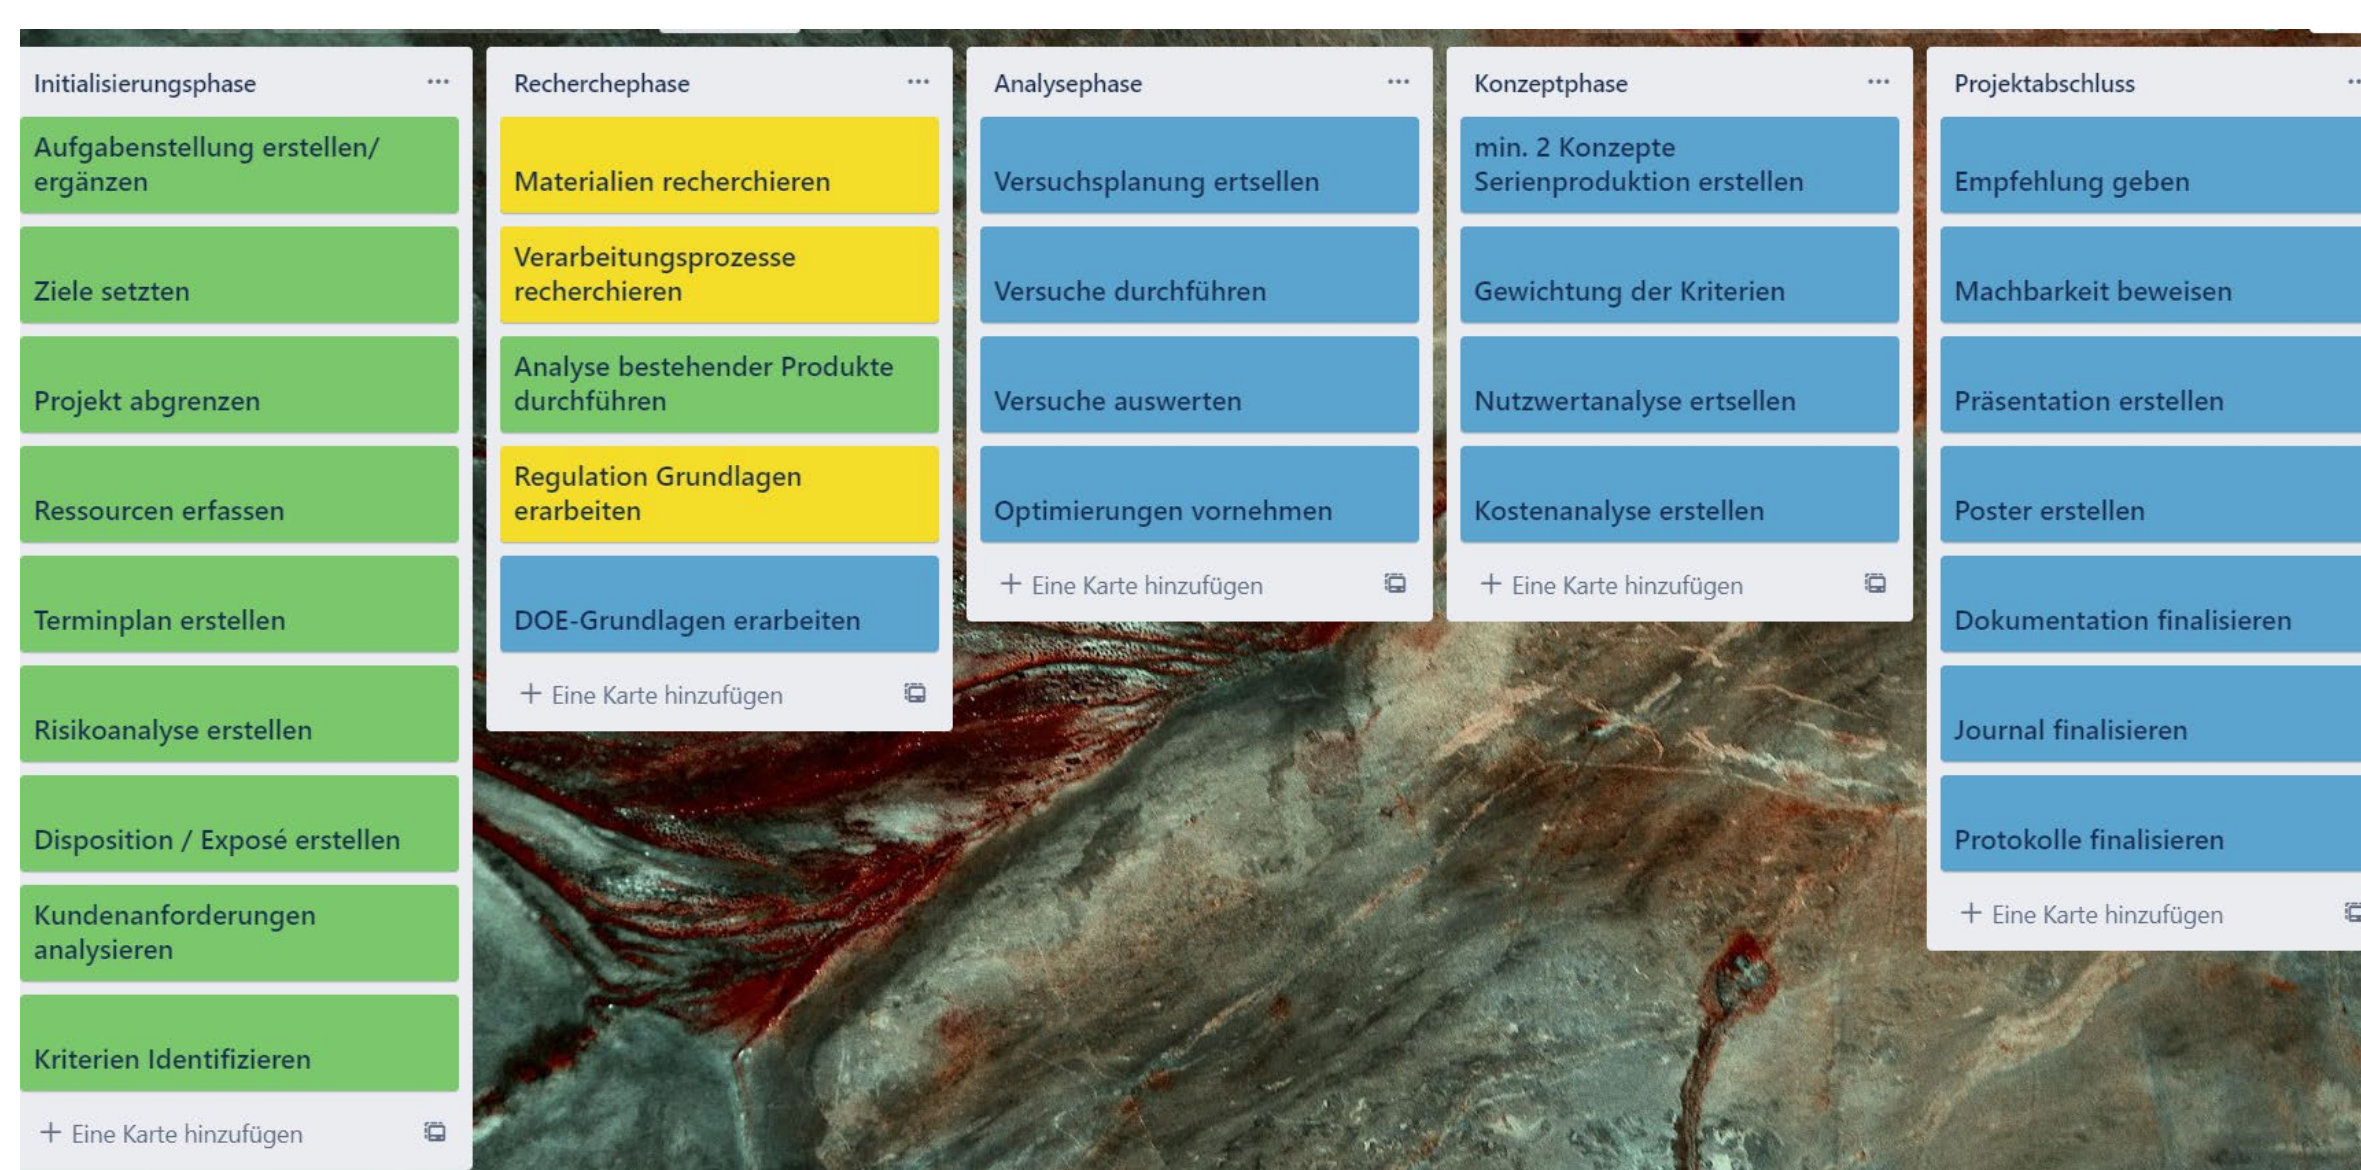 Initialisierungsphase
Aufgabenstellung erstellen/
ergänzen
Ziele setzten
Projekt abgrenzen
Ressourcen erfassen
Terminplan erstellen
Risikoanalyse erstellen
Disposition / Exposé erstellen
Kundenanforderungen
analysieren
Kriterien Identifizieren
+ Eine Karte hinzufügen
Recherchephase
Materialien recherchieren
Verarbeitungsprozesse
recherchieren
Analyse bestehender Produkte
durchführen
Regulation Grundlagen
erarbeiten
DOE-Grundlagen erarbeiten
+ Eine Karte hinzufügen
Analysephase
Versuchsplanung ertsellen
Versuche durchführen
Versuche auswerten
Optimierungen vornehmen
+ Eine Karte hinzufügen
Konzeptphase
min. 2 Konzepte
Serienproduktion erstellen
Gewichtung der Kriterien
Nutzwertanalyse ertsellen
Kostenanalyse erstellen
+ Eine Karte hinzufügen
Projektabschluss
Empfehlung geben
Machbarkeit beweisen
Präsentation erstellen
Poster erstellen
Dokumentation finalisieren
Journal finalisieren
Protokolle finalisieren
+ Eine Karte hinzufügen